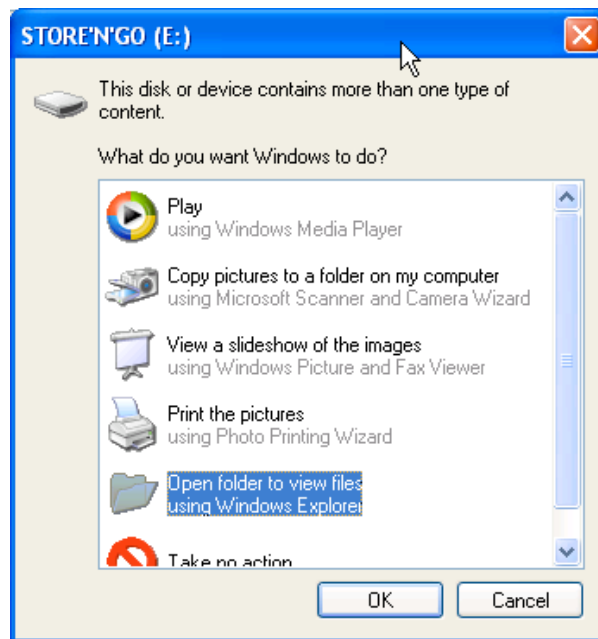 STORE'N'GO (E:)
This disk or device contains more than one type of
content.
What do you want Windows to do?
Play
using Windows Media Player
Copy pictures to a folder on my computer
using Microsoft Scanner and Camera Wizard
View a slideshow of the images
using Windows Picture and Fax Viewer
Print the pictures
using Photo Printing Wizard
Open folder to view files
using Windows Explorer
Take no action
OK
Cancel